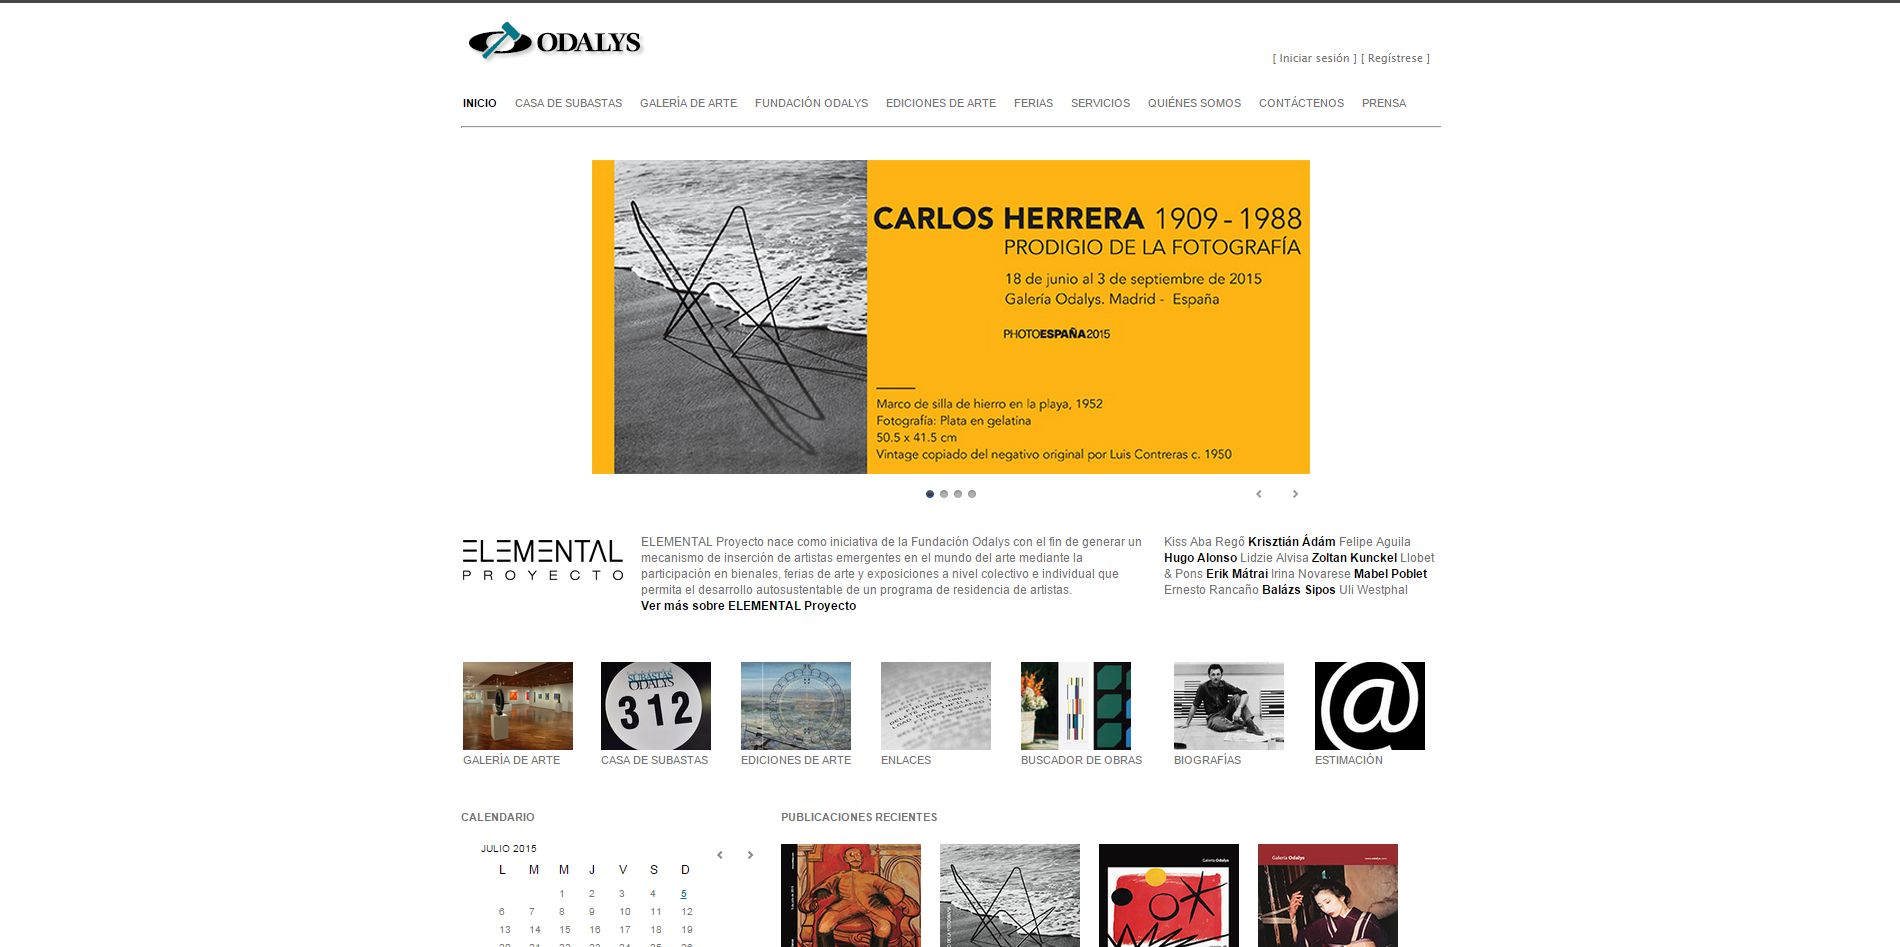 ODALYS
[ Iniciar sesión ] [ Regístrese ]
INICIO CASA DE SUBASTAS GALERÍA DE ARTE FUNDACIÓN ODALYS EDICIONES DE ARTE FERIAS SERVICIOS QUIÉNES SOMOS CONTÁCTENOS PRENSA
CARLOS HERRERA 1909 - 1988
PRODIGIO DE LA FOTOGRAFÍA
18 de junio al 3 de septiembre de 2015
Galería Odalys. Madrid - España
PHOTOESPAÑA2015
Marco de silla de hierro en la playa, 1952
Fotografía: Plata en gelatina
50.5 x 41.5 cm
Vintage copiado del negativo original por Luis Contreras c. 1950
ELEMENTAL
PROYECTO
ELEMENTAL Proyecto nace como iniciativa de la Fundación Odalys con el fin de generar un
mecanismo de inserción de artistas emergentes en el mundo del arte mediante la
participación en bienales, ferias de arte y exposiciones a nivel colectivo e individual que
permita el desarrollo autosustentable de un programa de residencia de artistas.
Ver más sobre ELEMENTAL Proyecto
Kiss Aba Regő Krisztián Ádám Felipe Aguila
Hugo Alonso Lidzie Alvisa Zoltan Kunckel Llobet
& Pons Erik Mátrai Irina Novarese Mabel Poblet
Ernesto Rancaño Balázs Sipos Uli Westphal
SUBASTAS
ODALYS
312
@
GALERÍA DE ARTE CASA DE SUBASTAS EDICIONES DE ARTE ENLACES BUSCADOR DE OBRAS BIOGRAFÍAS ESTIMACIÓN
CALENDARIO
JULIO 2015
L M M J V S D
1 2 3 4 5
6 7 8 9 10 11 12
13 14 15 16 17 18 19
20 21 22 23 24 25 26
PUBLICACIONES RECIENTES
Galería Odalys
Galería Odalys